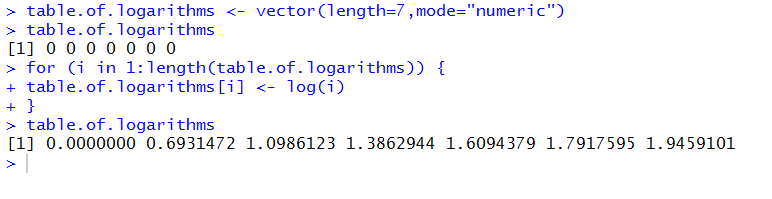 > table.of.logarithms <- vector(length=7,mode="numeric")
> table.of.logarithms
[1] 0 0 0 0 0 0 0
> for (i in 1:length(table.of.logarithms)) {
+ table.of.logarithms[i] <- log(i)
+ }
> table.of.logarithms
[1] 0.0000000 0.6931472 1.0986123 1.3862944 1.6094379 1.7917595 1.9459101
>